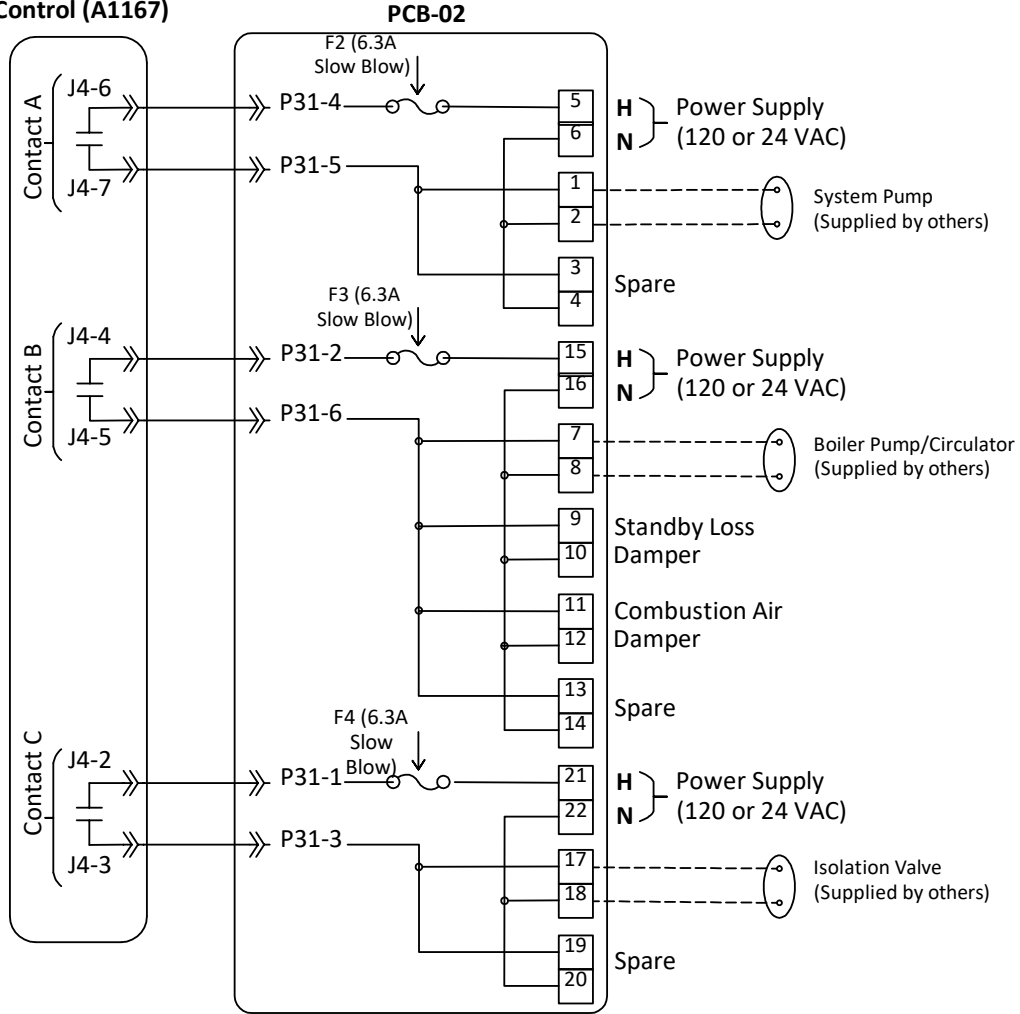 Control (A1167)
PCB-02
F2 (6.3A
Slow Blow)
Contact A
J4-6
J4-7
P31-4
P31-5
5
6
H
N
Power Supply
(120 or 24 VAC)
1
2
System Pump
(Supplied by others)
3
4
Spare
F3 (6.3A
Slow Blow)
Contact B
J4-4
J4-5
P31-2
P31-6
15
16
H
N
Power Supply
(120 or 24 VAC)
7
8
Boiler Pump/Circulator
(Supplied by others)
9
10
Standby Loss
Damper
11
12
Combustion Air
Damper
13
14
Spare
F4 (6.3A
Slow
Blow)
Contact C
J4-2
J4-3
P31-1
P31-3
21
22
H
N
Power Supply
(120 or 24 VAC)
17
18
Isolation Valve
(Supplied by others)
19
20
Spare